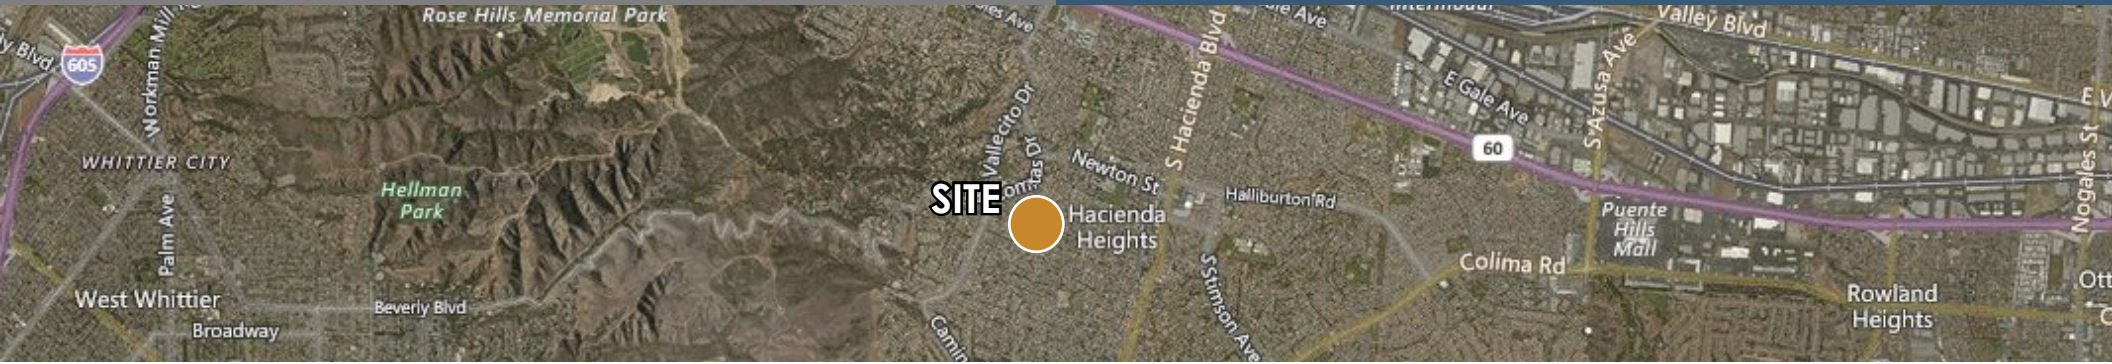 Rose Hills Memorial Park
Workman Mill
Blvd
605
S Hacienda Blvd
Ave
Valley Blvd
S Azusa Ave
E Gale Ave
60
Vallecito Dr
Dr
Newton St
WHITTIER CITY
Hellman
Park
SITE
Halliburton Rd
Hacienda
Heights
Puente
Hills
Mall
Nogales St
Palm Ave
Colima Rd
S Stimson Ave
West Whittier
Beverly Blvd
Broadway
Rowland
Heights